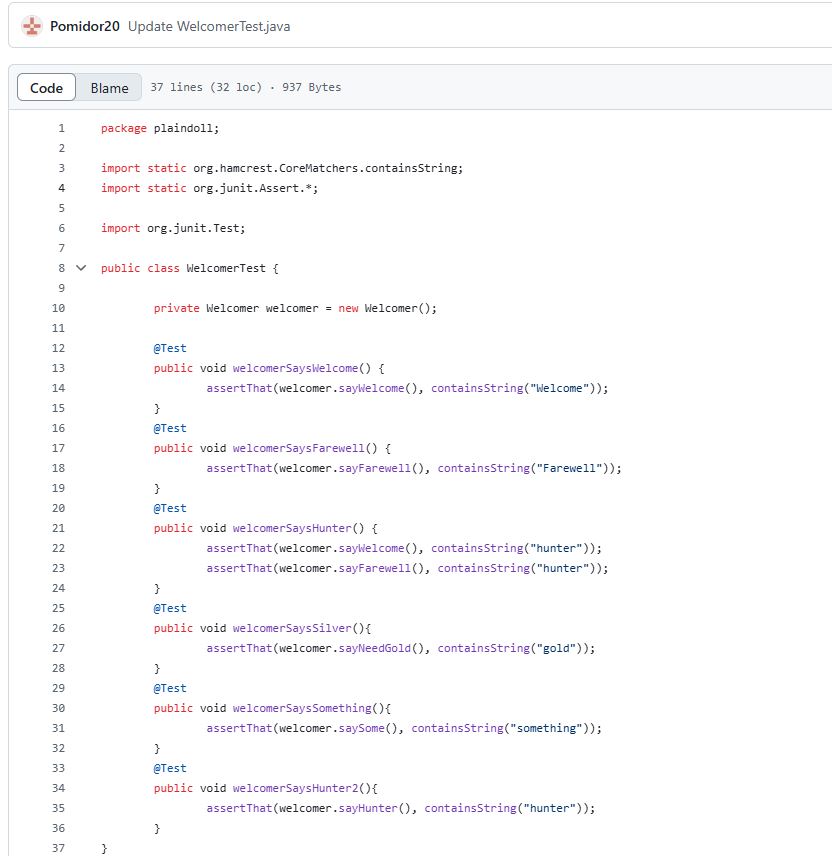 Pomidor20 Update WelcomerTest.java
Code Blame 37 lines (32 loc) · 937 Bytes
1 package plaindoll;
2
3 import static org.hamcrest.CoreMatchers.containsString;
4 import static org.junit.Assert.*;
5
6 import org.junit.Test;
7
8 public class WelcomerTest {
9
10 private Welcomer welcomer = new Welcomer();
11
12 @Test
13 public void welcomerSaysWelcome() {
14 assertThat(welcomer.sayWelcome(), containsString("Welcome"));
15 }
16 @Test
17 public void welcomerSaysFarewell() {
18 assertThat(welcomer.sayFarewell(), containsString("Farewell"));
19 }
20 @Test
21 public void welcomerSaysHunter() {
22 assertThat(welcomer.sayWelcome(), containsString("hunter"));
23 assertThat(welcomer.sayFarewell(), containsString("hunter"));
24 }
25 @Test
26 public void welcomerSaysSilver(){
27 assertThat(welcomer.sayNeedGold(), containsString("gold"));
28 }
29 @Test
30 public void welcomerSaysSomething(){
31 assertThat(welcomer.saySome(), containsString("something"));
32 }
33 @Test
34 public void welcomerSaysHunter2(){
35 assertThat(welcomer.sayHunter(), containsString("hunter"));
36 }
37 }